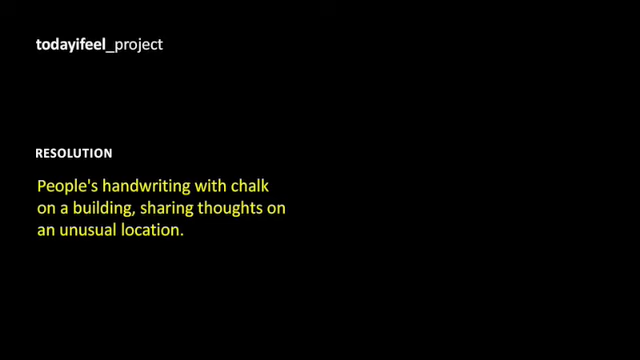 todayifeel_project
RESOLUTION
People's handwriting with chalk
on a building, sharing thoughts on
an unusual location.